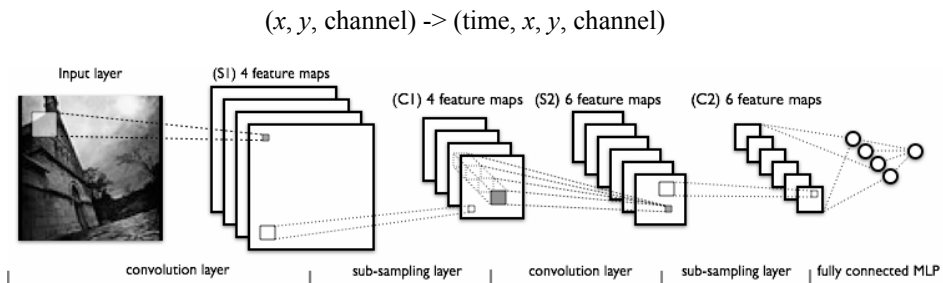 (x, y, channel) -> (time, x, y, channel)
Input layer
(S1) 4 feature maps
(C1) 4 feature maps
(S2) 6 feature maps
(C2) 6 feature maps
convolution layer
sub-sampling layer
convolution layer
sub-sampling layer
fully connected MLP